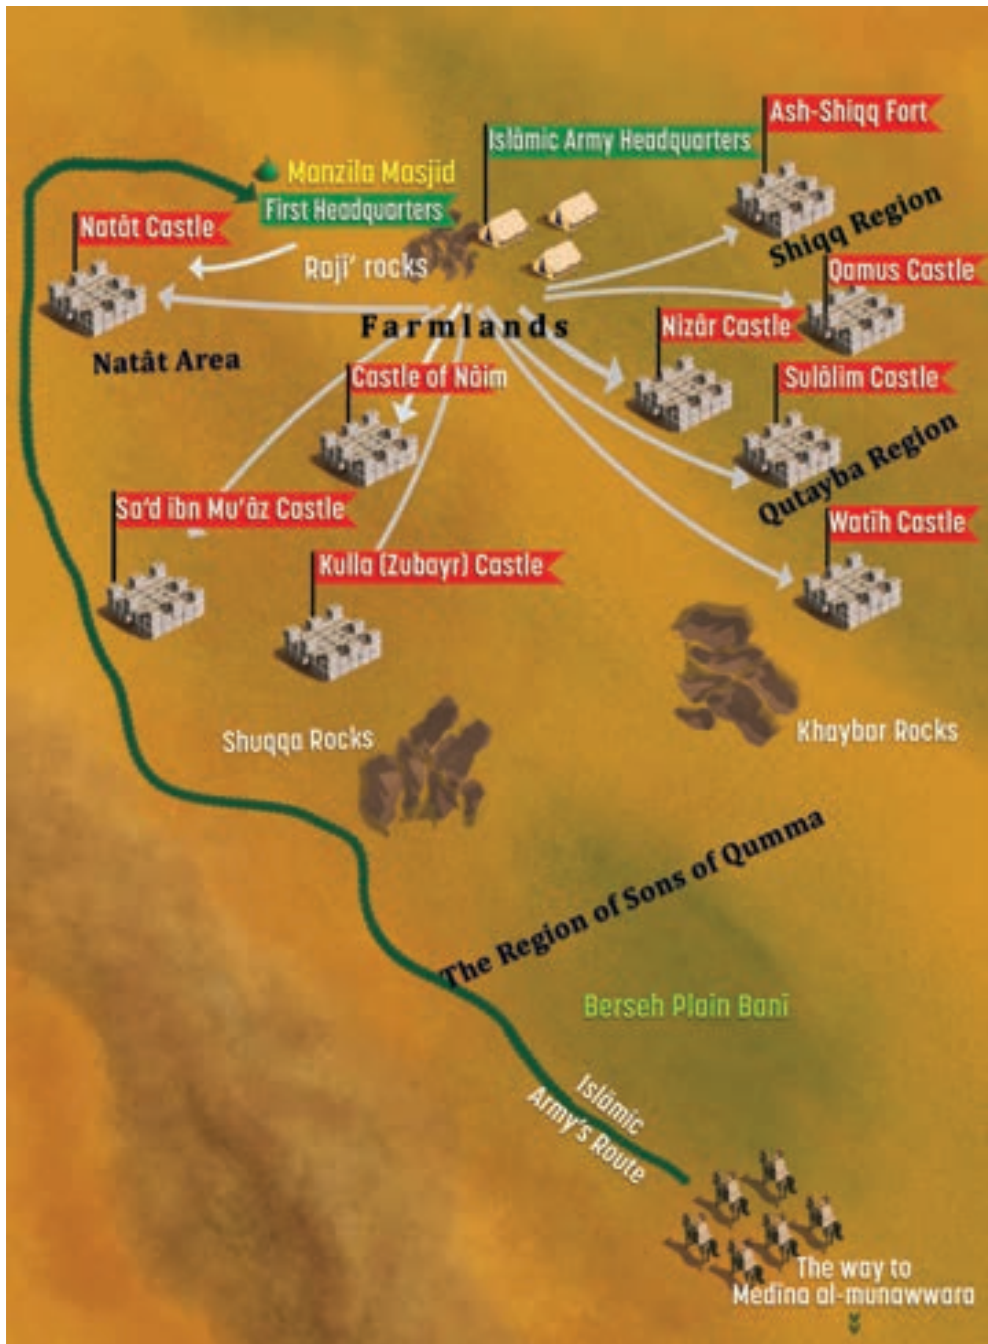 Ash-Shiqq Fort
Islâmic Army Headquarters
Manzila Masjid
First Headquarters
Natât Castle
Shiqq Region
Raji' rocks
Qamus Castle
Farmlands
Nizâr Castle
Natât Area
Castle of Nâim
Sulâlim Castle
Qutayba Region
Sa'd ibn Mu'âz Castle
Watîh Castle
Kulla (Zubayr) Castle
Shuqqa Rocks
Khaybar Rocks
The Region of Sons of Qumma
Berseh Plain Banî
Islâmic
Army's Route
The way to
Medina al-munawwara